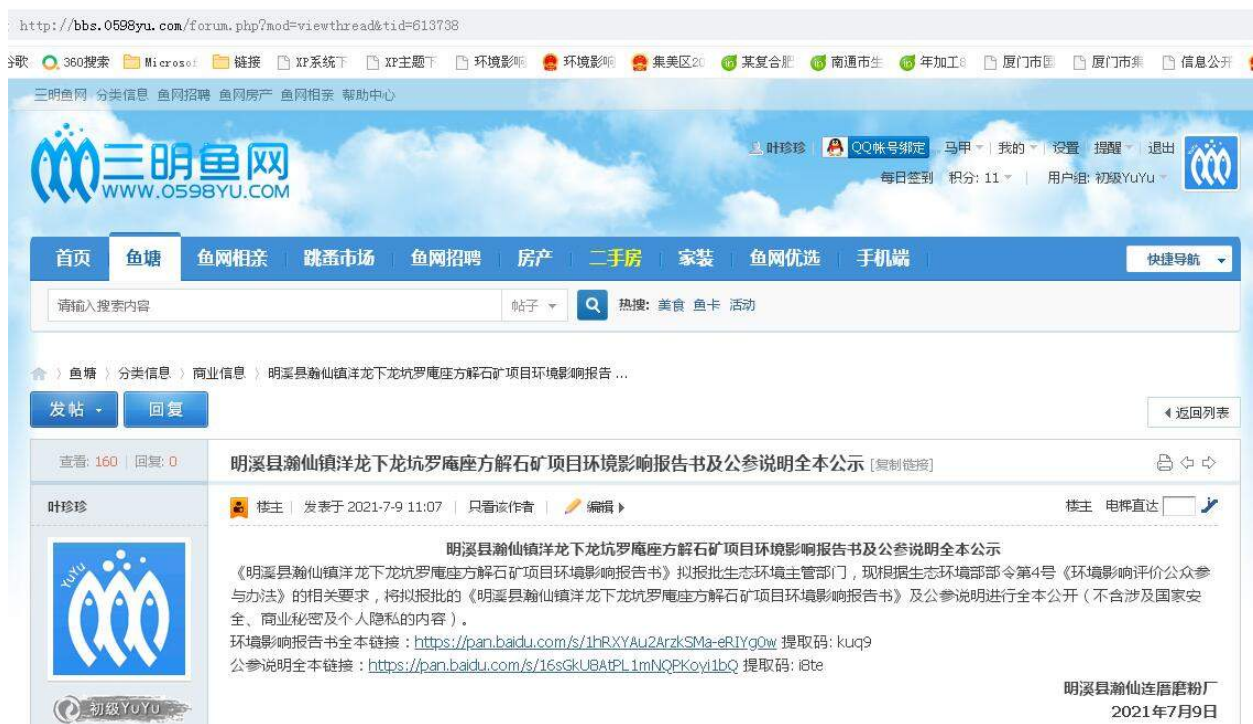 http://bbs.0598yu.com/forum.php?mod=viewthread&tid=613738
谷歌 360搜索 Microsof 链接 XP系统下 XP主题下 环境影响 环境影响 集美区20 某复合肥 南通市生 年加工8 厦门市国 厦门市集 信息公开
三明鱼网 分类信息 鱼网招聘 鱼网房产 鱼网相亲 帮助中心
三明鱼网
WWW.0598YU.COM
叶珍珍 QQ帐号绑定 马甲 我的 设置 提醒 退出
每日签到 积分: 11 用户组: 初级YuYu
首页 鱼塘 鱼网相亲 跳蚤市场 鱼网招聘 房产 二手房 家装 鱼网优选 手机端 快捷导航
请输入搜索内容 帖子 热搜: 美食 鱼卡 活动
鱼塘 分类信息 商业信息 明溪县瀚仙镇洋龙下龙坑罗庵座方解石矿项目环境影响报告 ...
发帖 回复 返回列表
查看: 160 回复: 0 明溪县瀚仙镇洋龙下龙坑罗庵座方解石矿项目环境影响报告书及公参说明全本公示 [复制链接]
叶珍珍 楼主 发表于 2021-7-9 11:07 只看该作者 编辑 楼主 电梯直达
明溪县瀚仙镇洋龙下龙坑罗庵座方解石矿项目环境影响报告书及公参说明全本公示
《明溪县瀚仙镇洋龙下龙坑罗庵座方解石矿项目环境影响报告书》拟报批生态环境主管部门，现根据生态环境部部令第4号《环境影响评价公众参
与办法》的相关要求，将拟报批的《明溪县瀚仙镇洋龙下龙坑罗庵座方解石矿项目环境影响报告书》及公参说明进行全本公开（不含涉及国家安
全、商业秘密及个人隐私的内容）。
环境影响报告书全本链接：https://pan.baidu.com/s/1hRXYAu2ArzkSMa-eRIYg0w 提取码: kuq9
公参说明全本链接：https://pan.baidu.com/s/16sGkU8AtPL1mNQPKoyi1bQ 提取码: i8te
明溪县瀚仙连厝磨粉厂
2021年7月9日
YuYu
初级YuYu